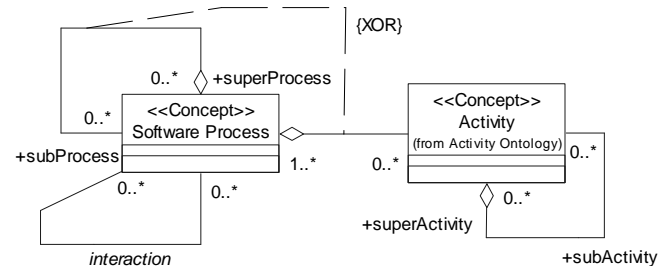 {XOR}
0..*
+superProcess
<<Concept>>
Software Process
<<Concept>>
Activity
(from Activity Ontology)
0..*
+subProcess
0..*
0..*
1..*
0..*
0..*
0..*
+superActivity
+subActivity
interaction